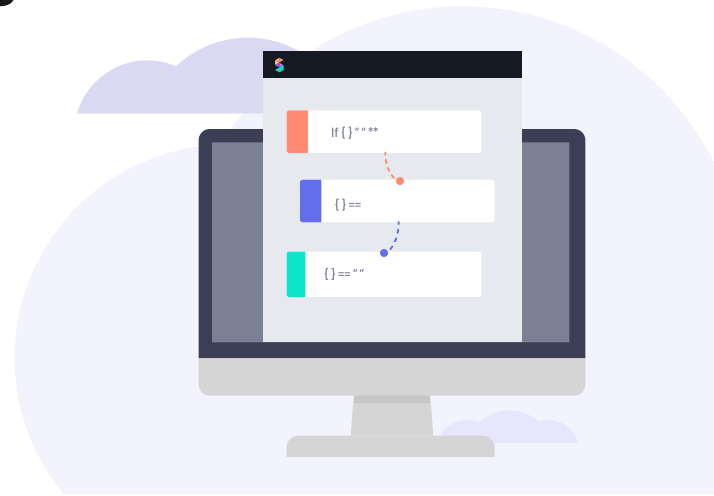 If { } “ “ **
{ } ==
{ } == “ “